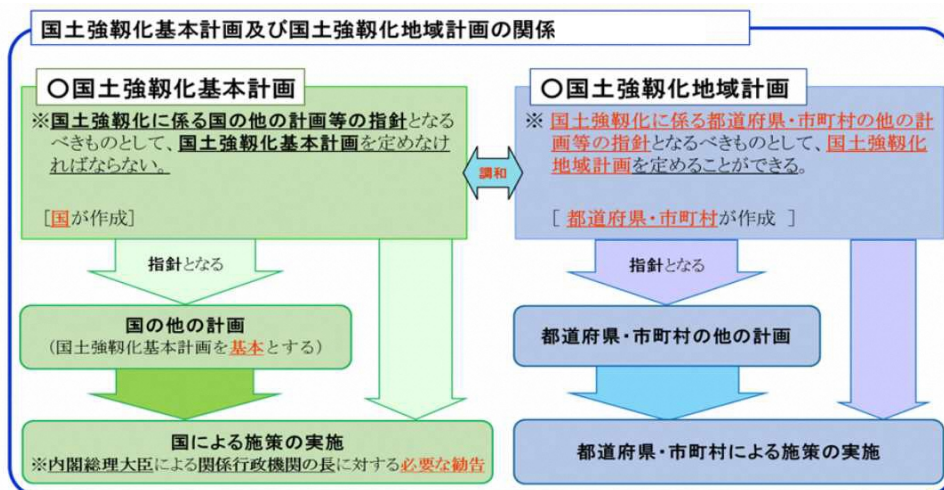 国土強靱化基本計画及び国土強靱化地域計画の関係
〇国土強靱化基本計画
※国土強靱化に係る国の他の計画等の指針となる
べきものとして、国土強靱化基本計画を定めなけ
ればならない。
[国が作成]
調和
〇国土強靱化地域計画
※ 国土強靱化に係る都道府県・市町村の他の計
画等の指針となるべきものとして、国土強靱化
地域計画を定めることができる。
[ 都道府県・市町村が作成 ]
指針となる
国の他の計画
(国土強靱化基本計画を基本とする)
国による施策の実施
※内閣総理大臣による関係行政機関の長に対する必要な勧告
指針となる
都道府県・市町村の他の計画
都道府県・市町村による施策の実施